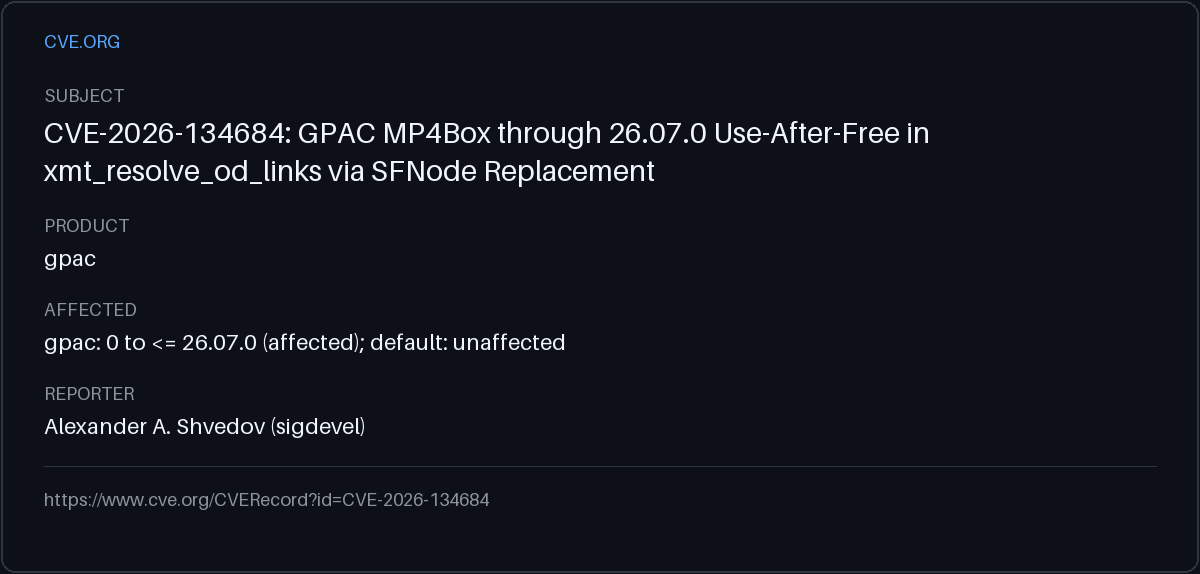 CVE.ORG
SUBJECT
CVE-2026-134684: GPAC MP4Box through 26.07.0 Use-After-Free in
xmt_resolve_od_links via SFNode Replacement
PRODUCT
gpac
AFFECTED
gpac: 0 to <= 26.07.0 (affected); default: unaffected
REPORTER
Alexander A. Shvedov (sigdevel)
https://www.cve.org/CVERecord?id=CVE-2026-134684